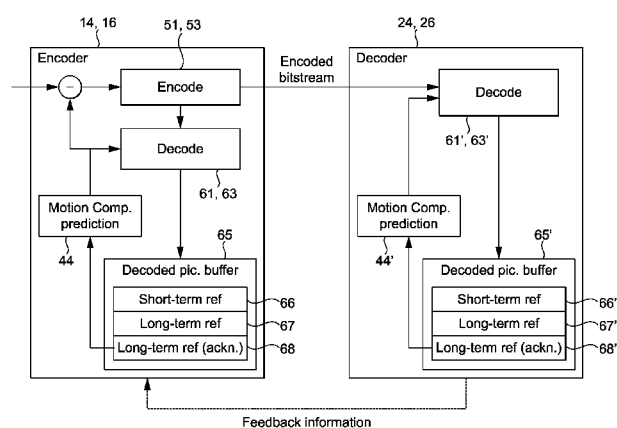 14, 16
51, 53
24, 26
Encoder
Encoded
bitstream
Decoder
Encode
Decode
61, 63
Decode
61', 63'
Motion Comp.
prediction
44
65
Decoded pic. buffer
Short-term ref
66
Long-term ref
67
Long-term ref (ackn.)
68
Motion Comp.
prediction
44'
65'
Decoded pic. buffer
Short-term ref
66'
Long-term ref
67'
Long-term ref (ackn.)
68'
Feedback information